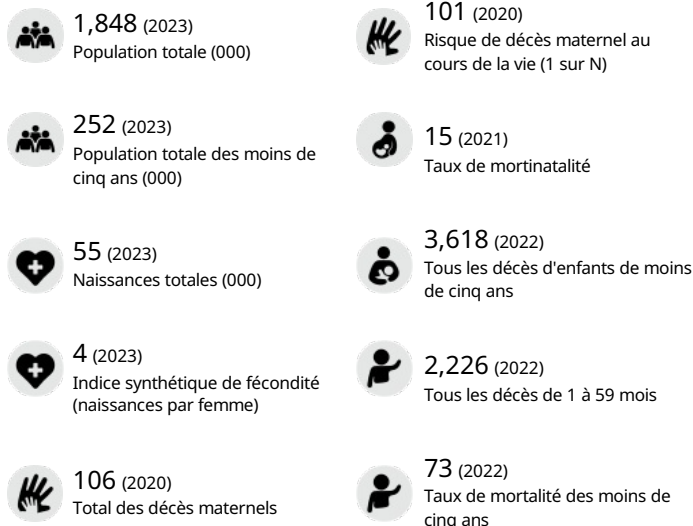 1,848 (2023)
Population totale (000)
252 (2023)
Population totale des moins de
cinq ans (000)
55 (2023)
Naissances totales (000)
4 (2023)
Indice synthétique de fécondité
(naissances par femme)
106 (2020)
Total des décès maternels
101 (2020)
Risque de décès maternel au
cours de la vie (1 sur N)
15 (2021)
Taux de mortinatalité
3,618 (2022)
Tous les décès d'enfants de moins
de cinq ans
2,226 (2022)
Tous les décès de 1 à 59 mois
73 (2022)
Taux de mortalité des moins de
cinq ans